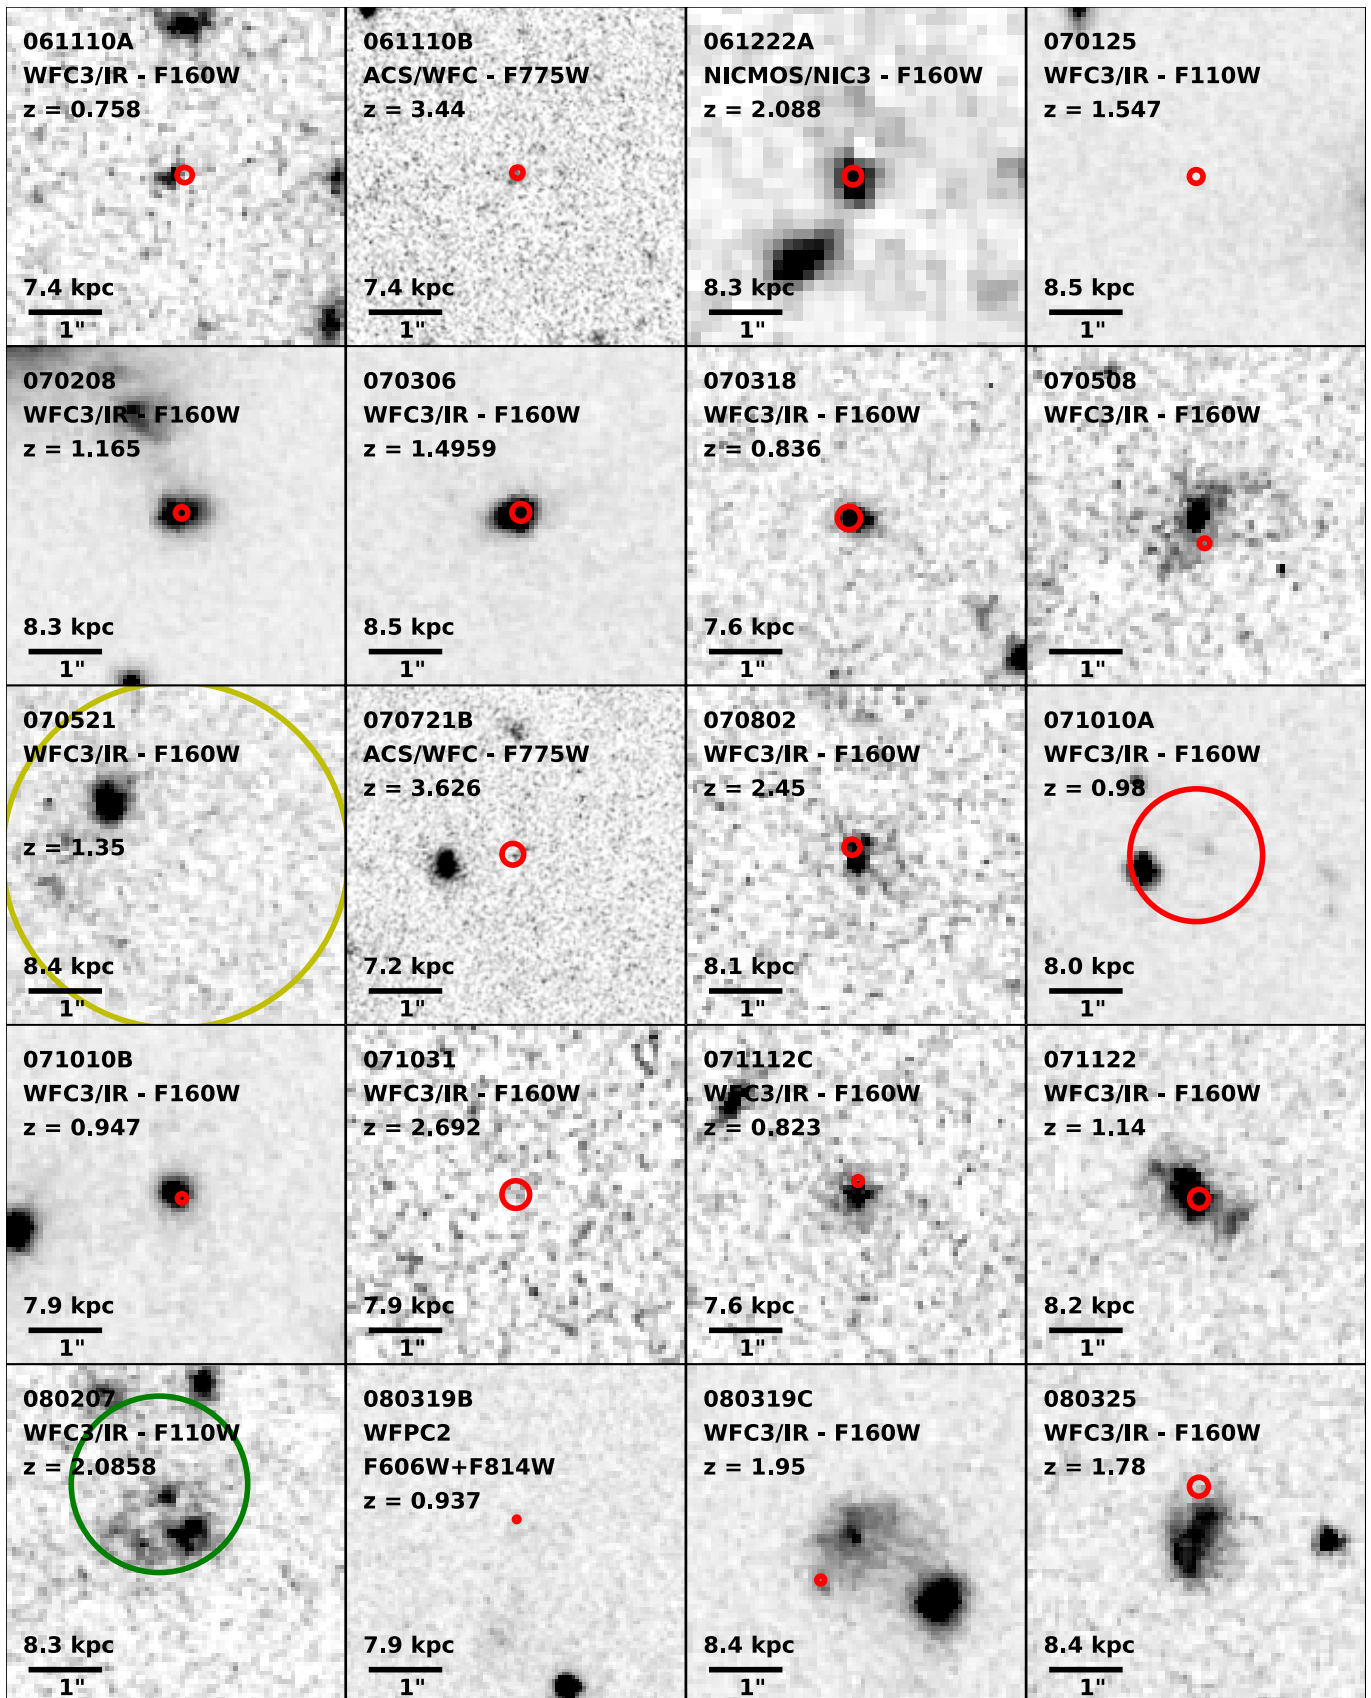 061110A
WFC3/IR - F160W
z = 0.758
7.4 kpc
1"
061110B
ACS/WFC - F775W
z = 3.44
7.4 kpc
1"
061222A
NICMOS/NIC3 - F160W
z = 2.088
8.3 kpc
1"
070125
WFC3/IR - F110W
z = 1.547
8.5 kpc
1"
070208
WFC3/IR - F160W
z = 1.165
8.3 kpc
1"
070306
WFC3/IR - F160W
z = 1.4959
8.5 kpc
1"
070318
WFC3/IR - F160W
z = 0.836
7.6 kpc
1"
070508
WFC3/IR - F160W
1"
070521
WFC3/IR - F160W
z = 1.35
8.4 kpc
1"
070721B
ACS/WFC - F775W
z = 3.626
7.2 kpc
1"
070802
WFC3/IR - F160W
z = 2.45
8.1 kpc
1"
071010A
WFC3/IR - F160W
z = 0.98
8.0 kpc
1"
071010B
WFC3/IR - F160W
z = 0.947
7.9 kpc
1"
071031
WFC3/IR - F160W
z = 2.692
7.9 kpc
1"
071112C
WFC3/IR - F160W
z = 0.823
7.6 kpc
1"
071122
WFC3/IR - F160W
z = 1.14
8.2 kpc
1"
080207
WFC3/IR - F110W
z = 2.0858
8.3 kpc
1"
080319B
WFPC2
F606W+F814W
z = 0.937
7.9 kpc
1"
080319C
WFC3/IR - F160W
z = 1.95
8.4 kpc
1"
080325
WFC3/IR - F160W
z = 1.78
8.4 kpc
1"